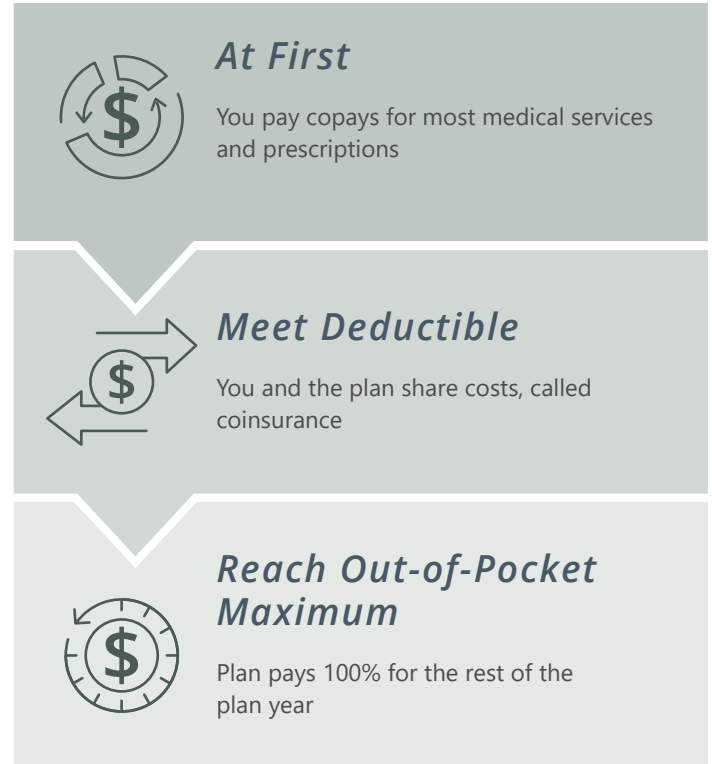 At First
You pay copays for most medical services
and prescriptions
$
Meet Deductible
You and the plan share costs, called
coinsurance
$
Reach Out-of-Pocket
Maximum
Plan pays 100% for the rest of the
plan year
$